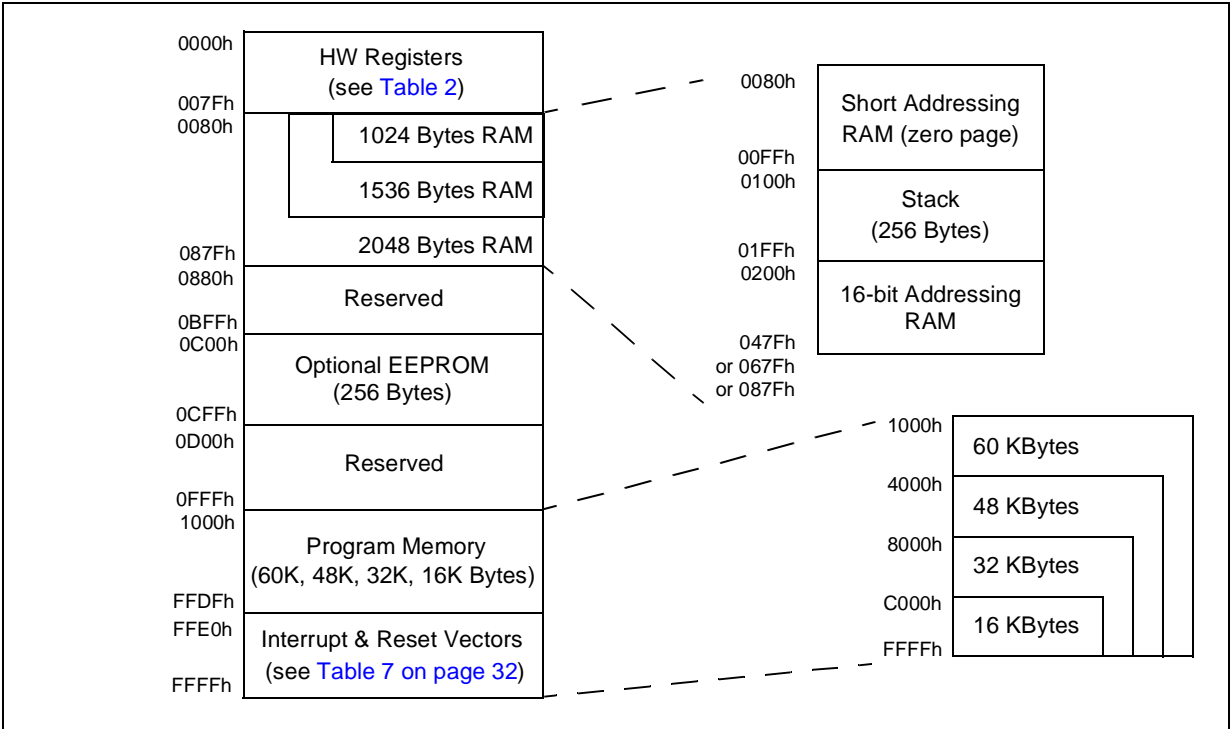 0000h
HW Registers
(see Table 2)
007Fh
0080h
1024 Bytes RAM
1536 Bytes RAM
2048 Bytes RAM
087Fh
0880h
Reserved
0BFFh
0C00h
Optional EEPROM
(256 Bytes)
0CFFh
0D00h
Reserved
0FFFh
1000h
Program Memory
(60K, 48K, 32K, 16K Bytes)
FFDFh
FFE0h
Interrupt & Reset Vectors
(see Table 7 on page 32)
FFFFh
0080h
Short Addressing
RAM (zero page)
00FFh
0100h
Stack
(256 Bytes)
01FFh
0200h
16-bit Addressing
RAM
047Fh
or 067Fh
or 087Fh
1000h
60 KBytes
4000h
48 KBytes
8000h
32 KBytes
C000h
16 KBytes
FFFFh